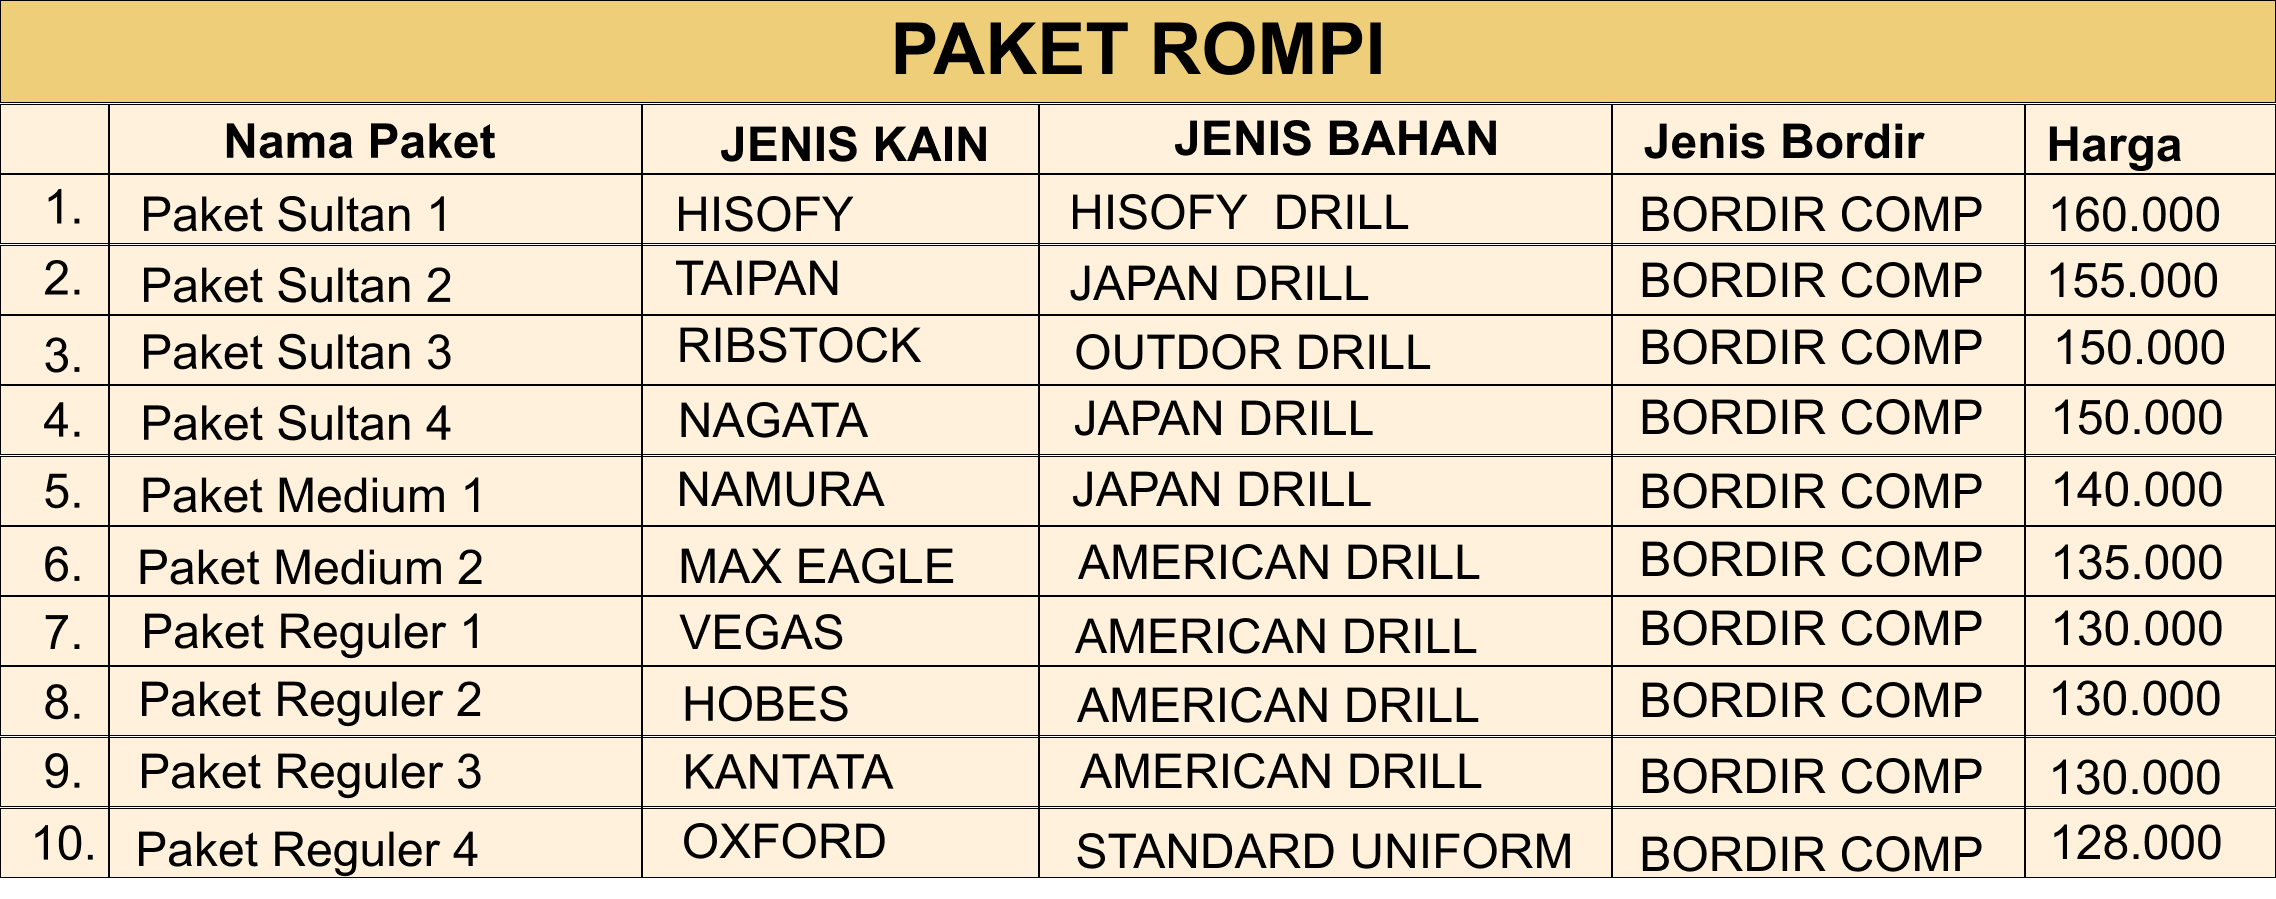 PAKET ROMPI
Nama Paket JENIS KAIN JENIS BAHAN Jenis Bordir Harga
1. Paket Sultan 1 HISOFY HISOFY DRILL BORDIR COMP 160.000
2. Paket Sultan 2 TAIPAN JAPAN DRILL BORDIR COMP 155.000
3. Paket Sultan 3 RIBSTOCK OUTDOR DRILL BORDIR COMP 150.000
4. Paket Sultan 4 NAGATA JAPAN DRILL BORDIR COMP 150.000
5. Paket Medium 1 NAMURA JAPAN DRILL BORDIR COMP 140.000
6. Paket Medium 2 MAX EAGLE AMERICAN DRILL BORDIR COMP 135.000
7. Paket Reguler 1 VEGAS AMERICAN DRILL BORDIR COMP 130.000
8. Paket Reguler 2 HOBES AMERICAN DRILL BORDIR COMP 130.000
9. Paket Reguler 3 KANTATA AMERICAN DRILL BORDIR COMP 130.000
10. Paket Reguler 4 OXFORD STANDARD UNIFORM BORDIR COMP 128.000